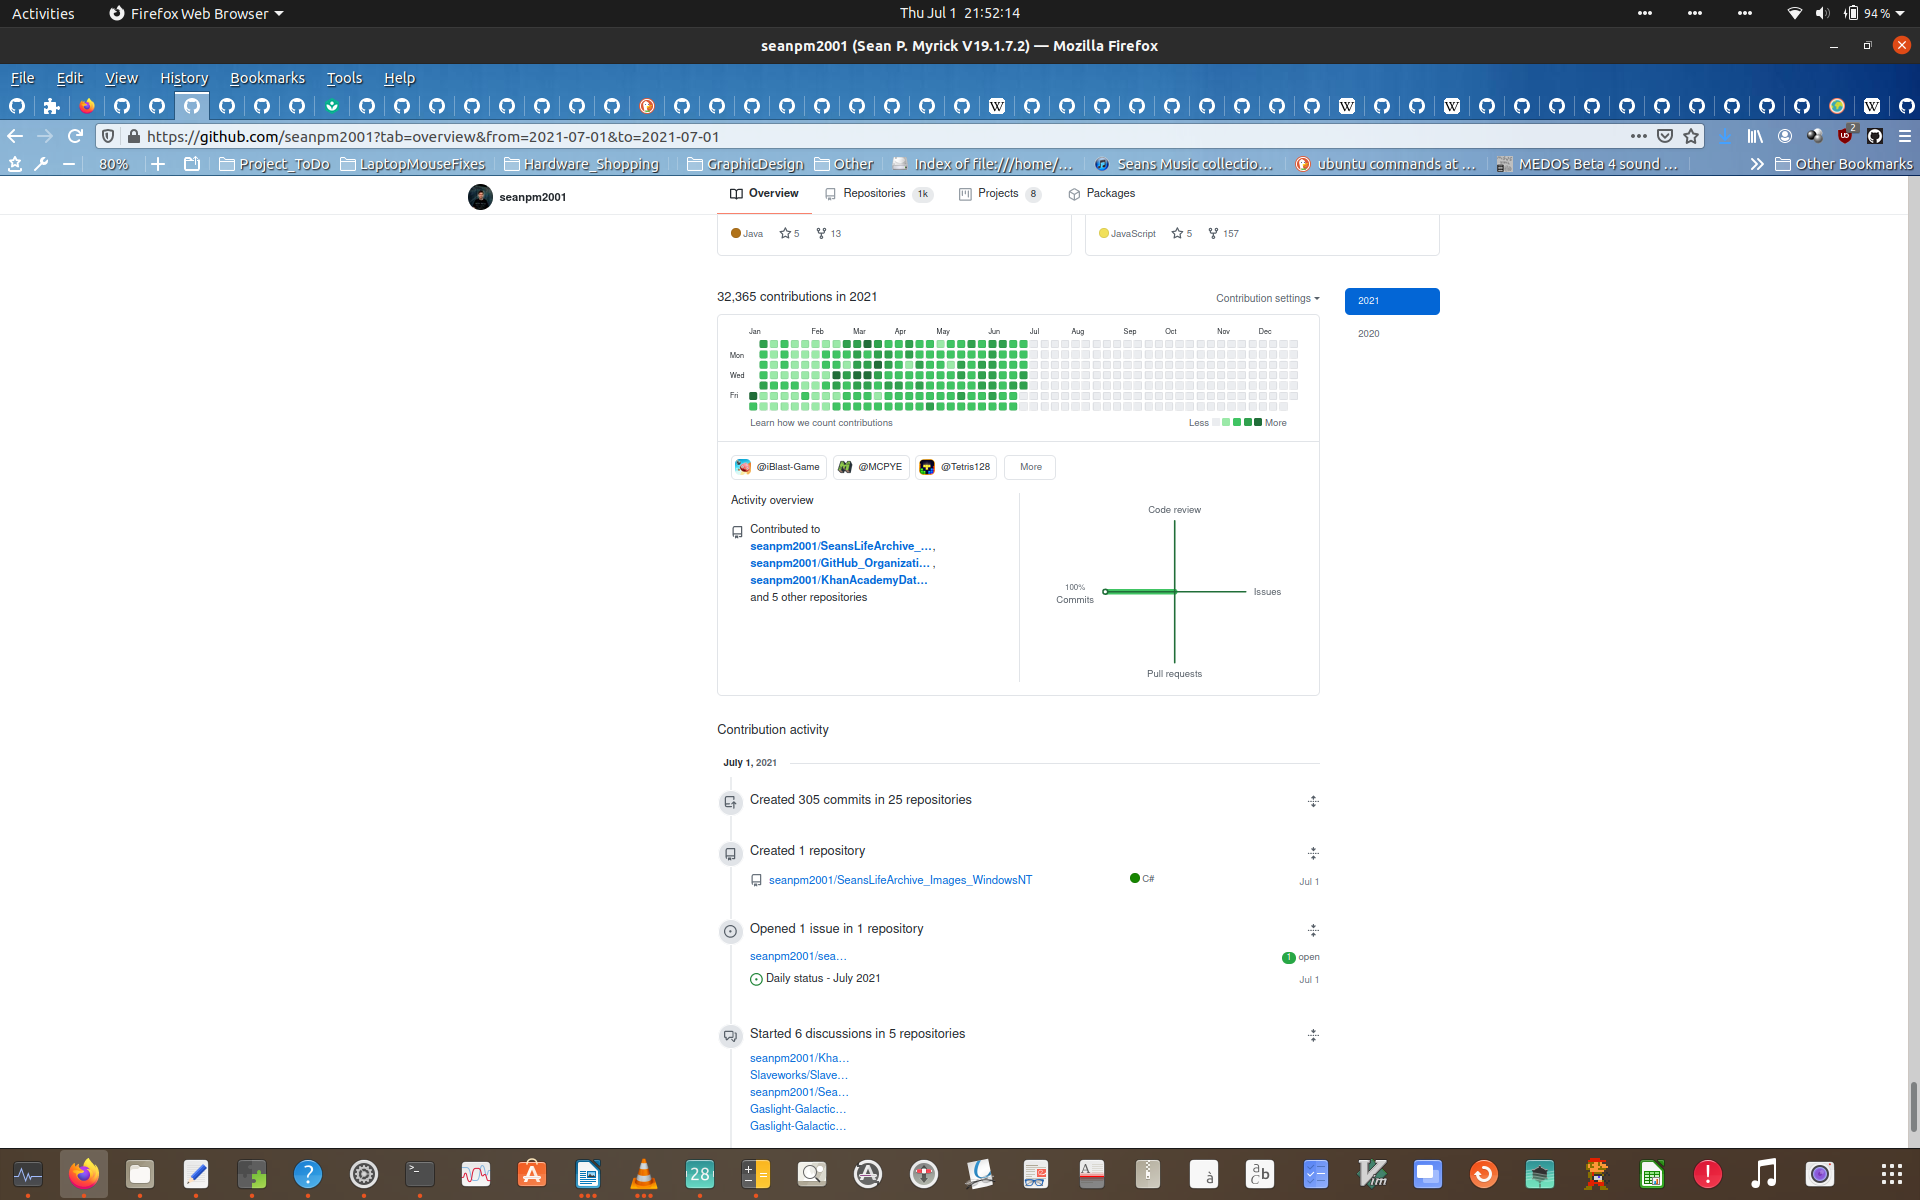 Activities Firefox Web Browser Thu Jul 1 21:52:14 94 %
seanpm2001 (Sean P. Myrick V19.1.7.2) — Mozilla Firefox
File Edit View History Bookmarks Tools Help
https://github.com/seanpm2001?tab=overview&from=2021-07-01&to=2021-07-01 2
80% Project_ToDo LaptopMouseFixes Hardware_Shopping GraphicDesign Other Index of file:///home/... Seans Music collectio... ubuntu commands at ... MEDOS Beta 4 sound ... Other Bookmarks
seanpm2001 Overview Repositories 1k Projects 8 Packages
Java 5 13 JavaScript 5 157
32,365 contributions in 2021 Contribution settings 2021
2020
Jan Feb Mar Apr May Jun Jul Aug Sep Oct Nov Dec
Mon
Wed
Fri
Learn how we count contributions Less More
@iBlast-Game @MCPYE @Tetris128 More
Activity overview
Code review
Contributed to
seanpm2001/SeansLifeArchive_... ,
seanpm2001/GitHub_Organizati... ,
seanpm2001/KhanAcademyDat...
and 5 other repositories
100%
Commits
Issues
Pull requests
Contribution activity
July 1, 2021
Created 305 commits in 25 repositories
Created 1 repository
seanpm2001/SeansLifeArchive_Images_WindowsNT C# Jul 1
Opened 1 issue in 1 repository
seanpm2001/sea... 1 open
Daily status - July 2021 Jul 1
Started 6 discussions in 5 repositories
seanpm2001/Kha...
Slaveworks/Slave...
seanpm2001/Sea...
Gaslight-Galactic...
Gaslight-Galactic...
28